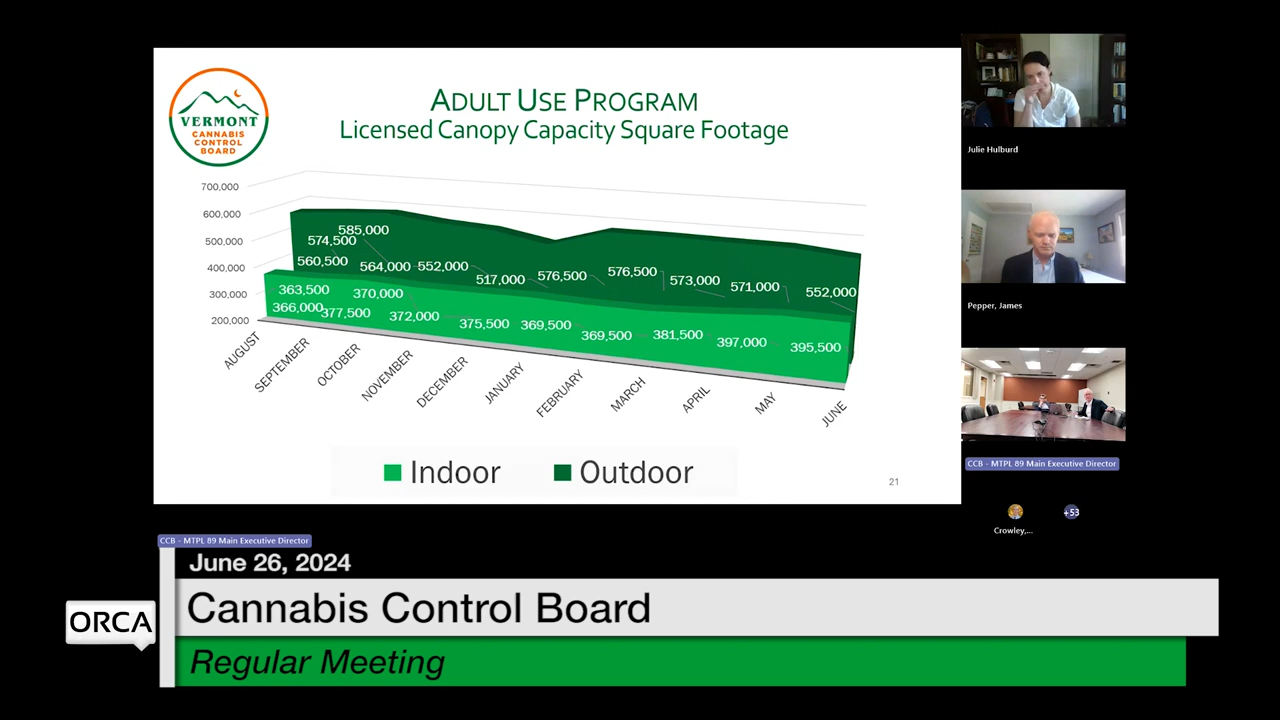 VERMONT
CANNABIS
CONTROL
BOARD
ADULT USE PROGRAM
Licensed Canopy Capacity Square Footage
700,000
600,000
500,000
400,000
300,000
200,000
585,000
574,500
560,500
564,000
552,000
517,000
576,500
576,500
573,000
571,000
552,000
363,500
366,000
377,500
370,000
372,000
375,500
369,500
369,500
381,500
397,000
395,500
AUGUST
SEPTEMBER
OCTOBER
NOVEMBER
DECEMBER
JANUARY
FEBRUARY
MARCH
APRIL
MAY
JUNE
Indoor
Outdoor
21
Julie Hulburd
Pepper, James
CCB - MTPL 89 Main Executive Director
Crowley,...
+53
CCB - MTPL 89 Main Executive Director
June 26, 2024
ORCA
Cannabis Control Board
Regular Meeting